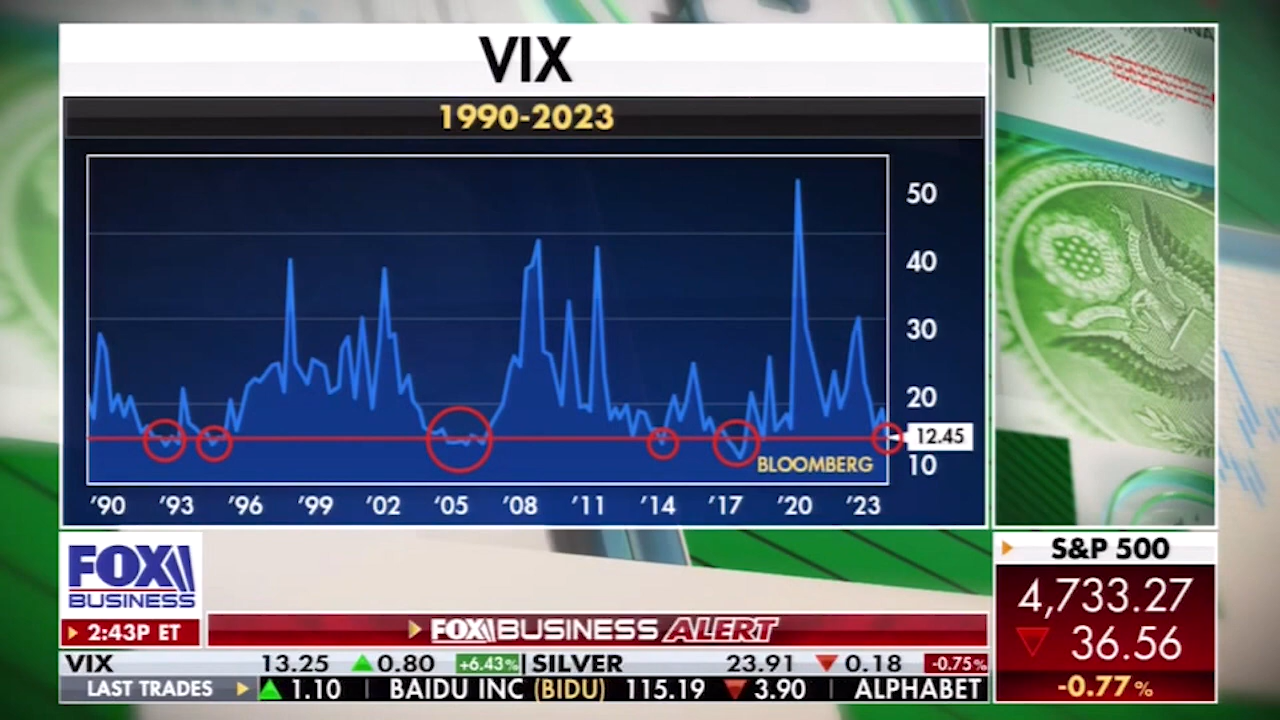 VIX
1990-2023
50
40
30
20
12.45
10
BLOOMBERG
'90 '93 '96 '99 '02 '05 '08 '11 '14 '17 '20 '23
FOX
BUSINESS
2:43P ET
FOX BUSINESS ALERT
S&P 500
4,733.27
36.56
-0.77%
VIX 13.25 0.80 +6.43% SILVER 23.91 0.18 -0.75%
LAST TRADES 1.10 BAIDU INC (BIDU) 115.19 3.90 ALPHABET